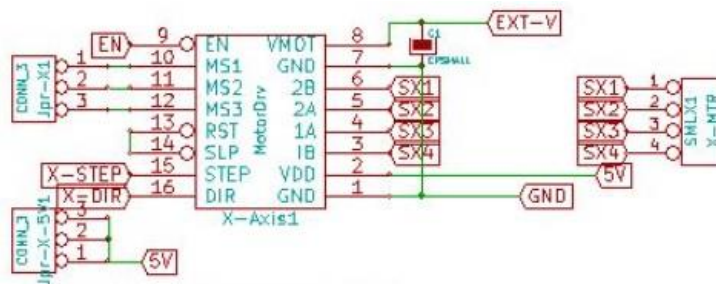 EN
9 EN VMOT 8
EXT-V
C1
CPSMALL
CONN_3
Jpr-X1
1 10 MS1 GND 7
2 11 MS2 2B 6 SX1
3 12 MS3 2A 5 SX2
13 RST 1A 4 SX3
14 SLP 1B 3 SX4
X-STEP 15 STEP VDD 2 5V
X-DIR 16 DIR GND 1 GND
MotorDrv
X-Axis1
SX1 1
SX2 2
SX3 3
SX4 4
SMLX1
X-MTR
CONN_3
Jpr-X-5V1
3
2
1
5V